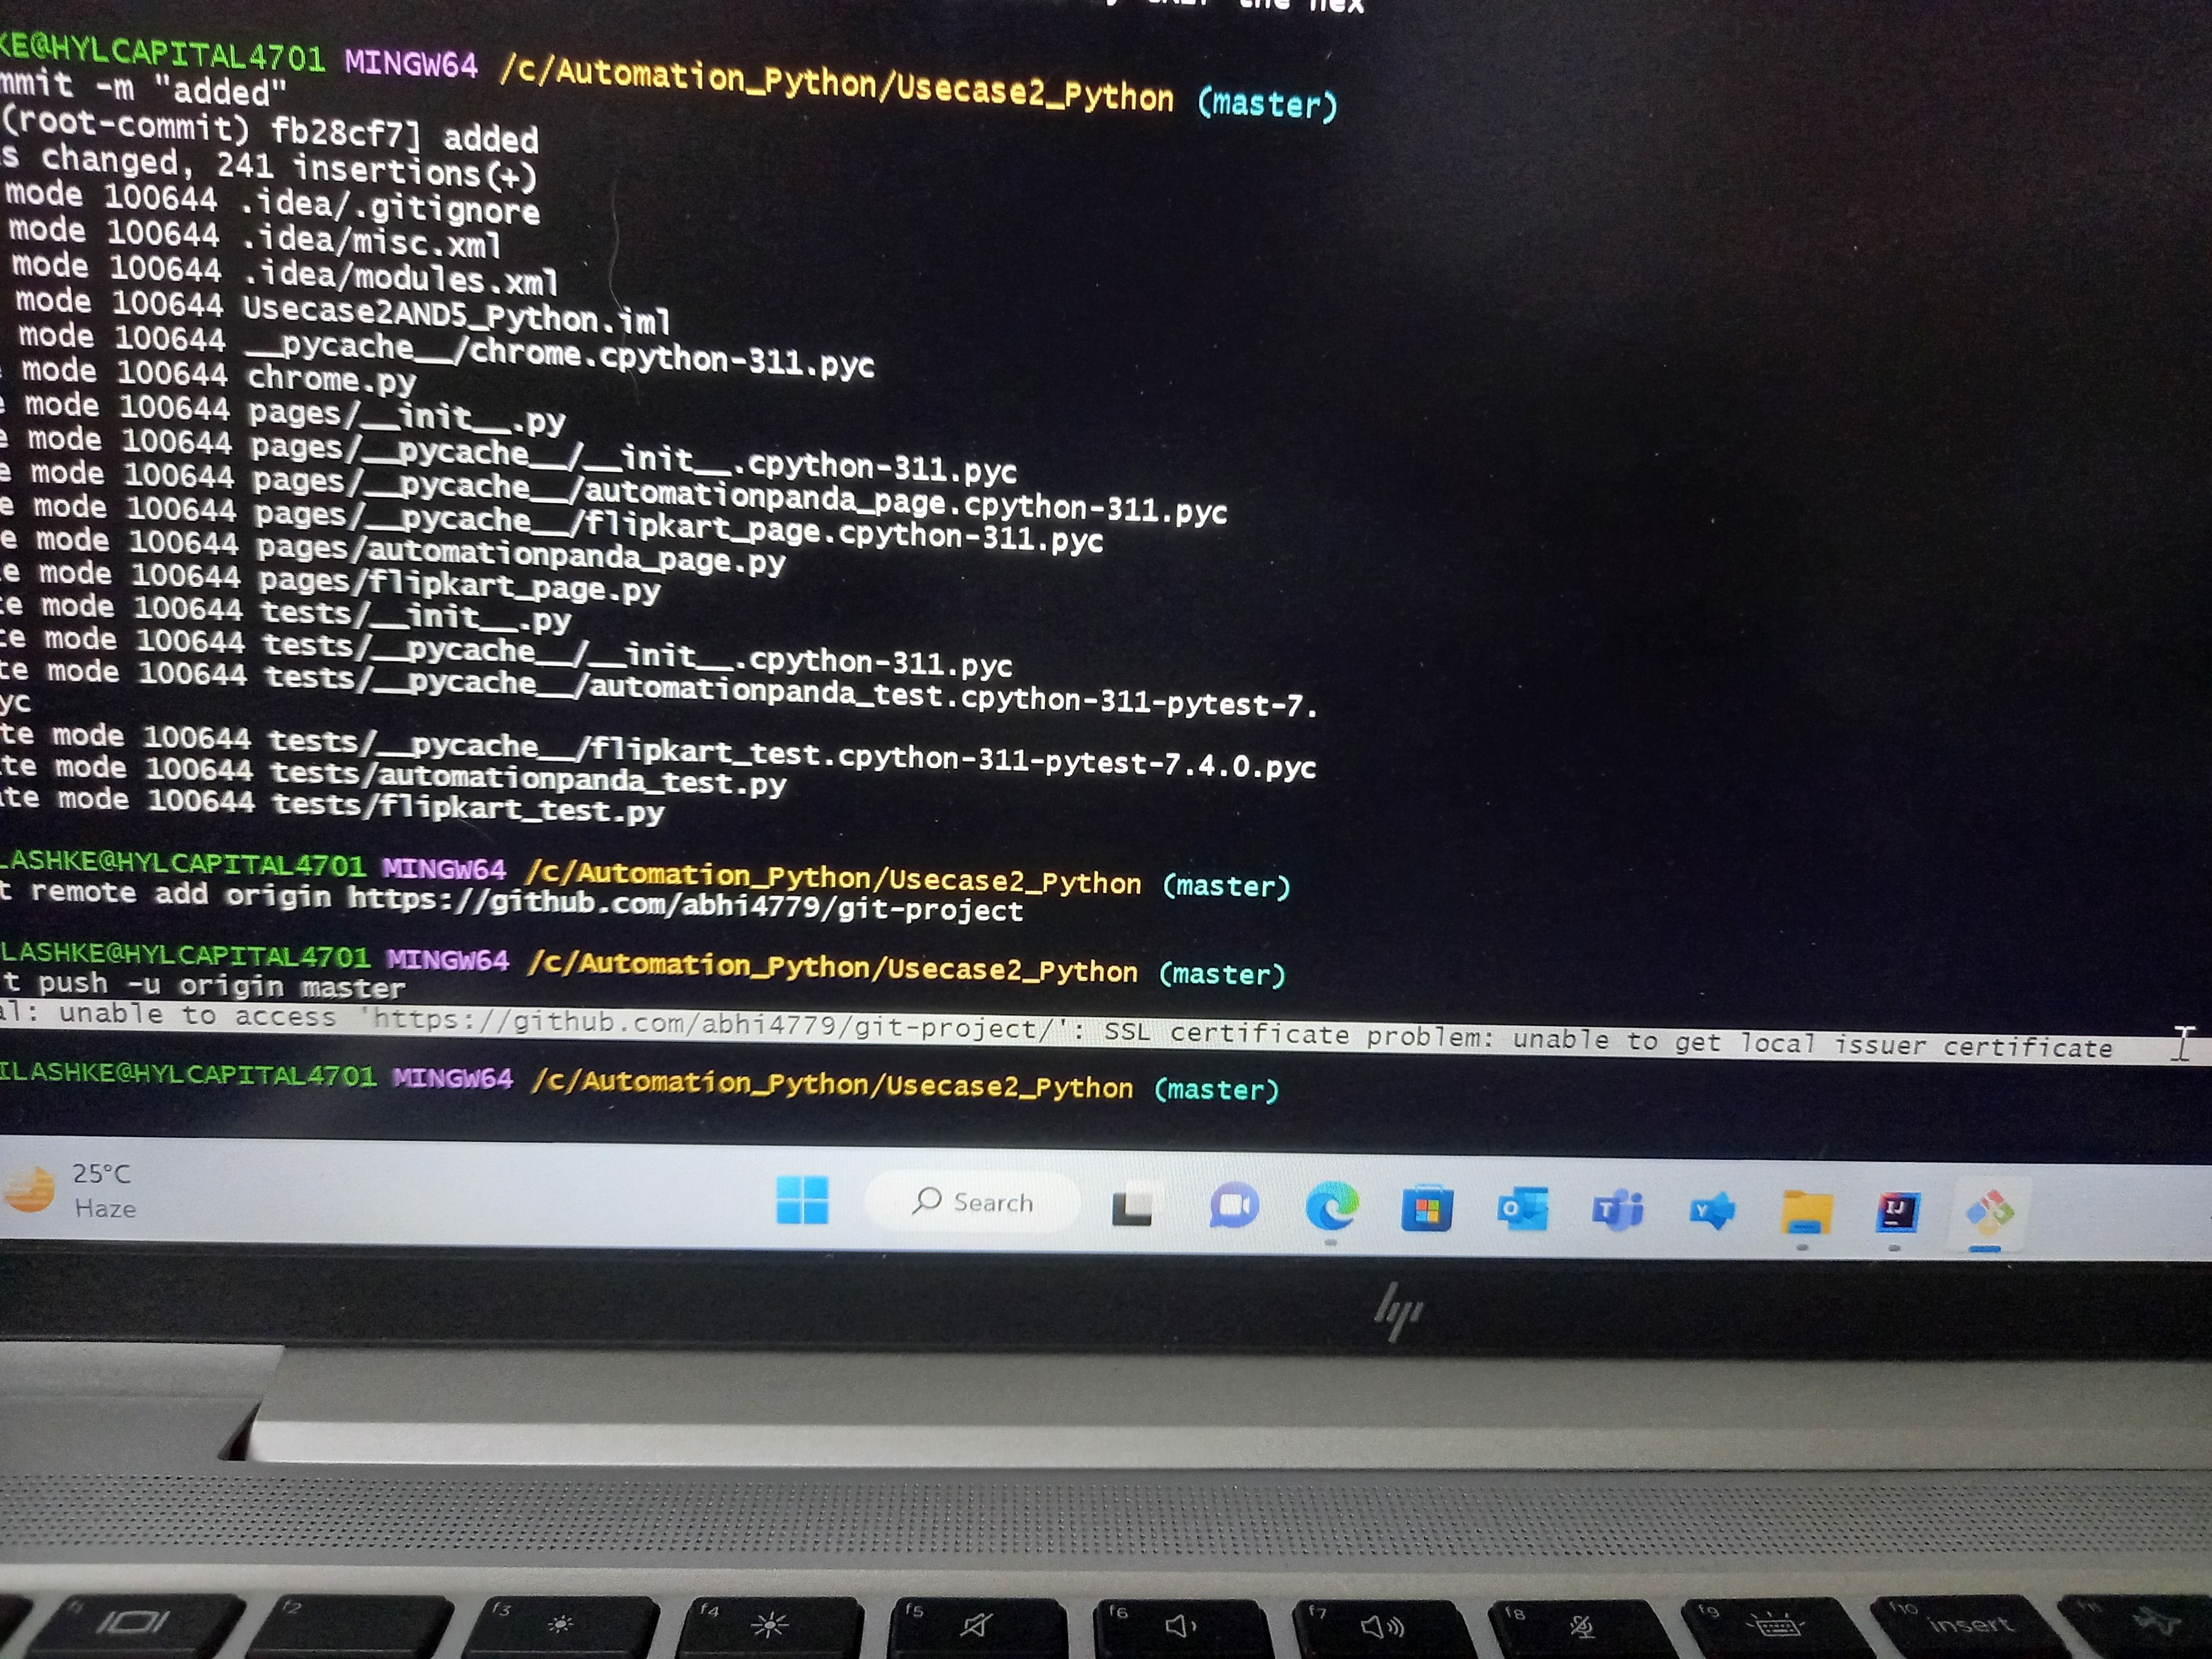 the hex
KE@HYLCAPITAL4701 MINGW64 /c/Automation_Python/Usecase2_Python (master)
mmit -m "added"
(root-commit) fb28cf7] added
s changed, 241 insertions(+)
mode 100644 .idea/.gitignore
mode 100644 .idea/misc.xml
mode 100644 .idea/modules.xml
mode 100644 Usecase2AND5_Python.iml
mode 100644 __pycache__/chrome.cpython-311.pyc
mode 100644 chrome.py
e mode 100644 pages/__init__.py
e mode 100644 pages/__pycache__/__init__.cpython-311.pyc
e mode 100644 pages/__pycache__/automationpanda_page.cpython-311.pyc
e mode 100644 pages/__pycache__/flipkart_page.cpython-311.pyc
e mode 100644 pages/automationpanda_page.py
te mode 100644 pages/flipkart_page.py
te mode 100644 tests/__init__.py
te mode 100644 tests/__pycache__/__init__.cpython-311.pyc
te mode 100644 tests/__pycache__/automationpanda_test.cpython-311-pytest-7.
yc
te mode 100644 tests/__pycache__/flipkart_test.cpython-311-pytest-7.4.0.pyc
te mode 100644 tests/automationpanda_test.py
te mode 100644 tests/flipkart_test.py
LASHKE@HYLCAPITAL4701 MINGW64 /c/Automation_Python/Usecase2_Python (master)
t remote add origin https://github.com/abhi4779/git-project
LASHKE@HYLCAPITAL4701 MINGW64 /c/Automation_Python/Usecase2_Python (master)
t push -u origin master
al: unable to access 'https://github.com/abhi4779/git-project/': SSL certificate problem: unable to get local issuer certificate
ILASHKE@HYLCAPITAL4701 MINGW64 /c/Automation_Python/Usecase2_Python (master)
25°C
Haze
Search
hp
f1 f2 f3 f4 f5 f6 f7 f8 f9 f10 insert f11